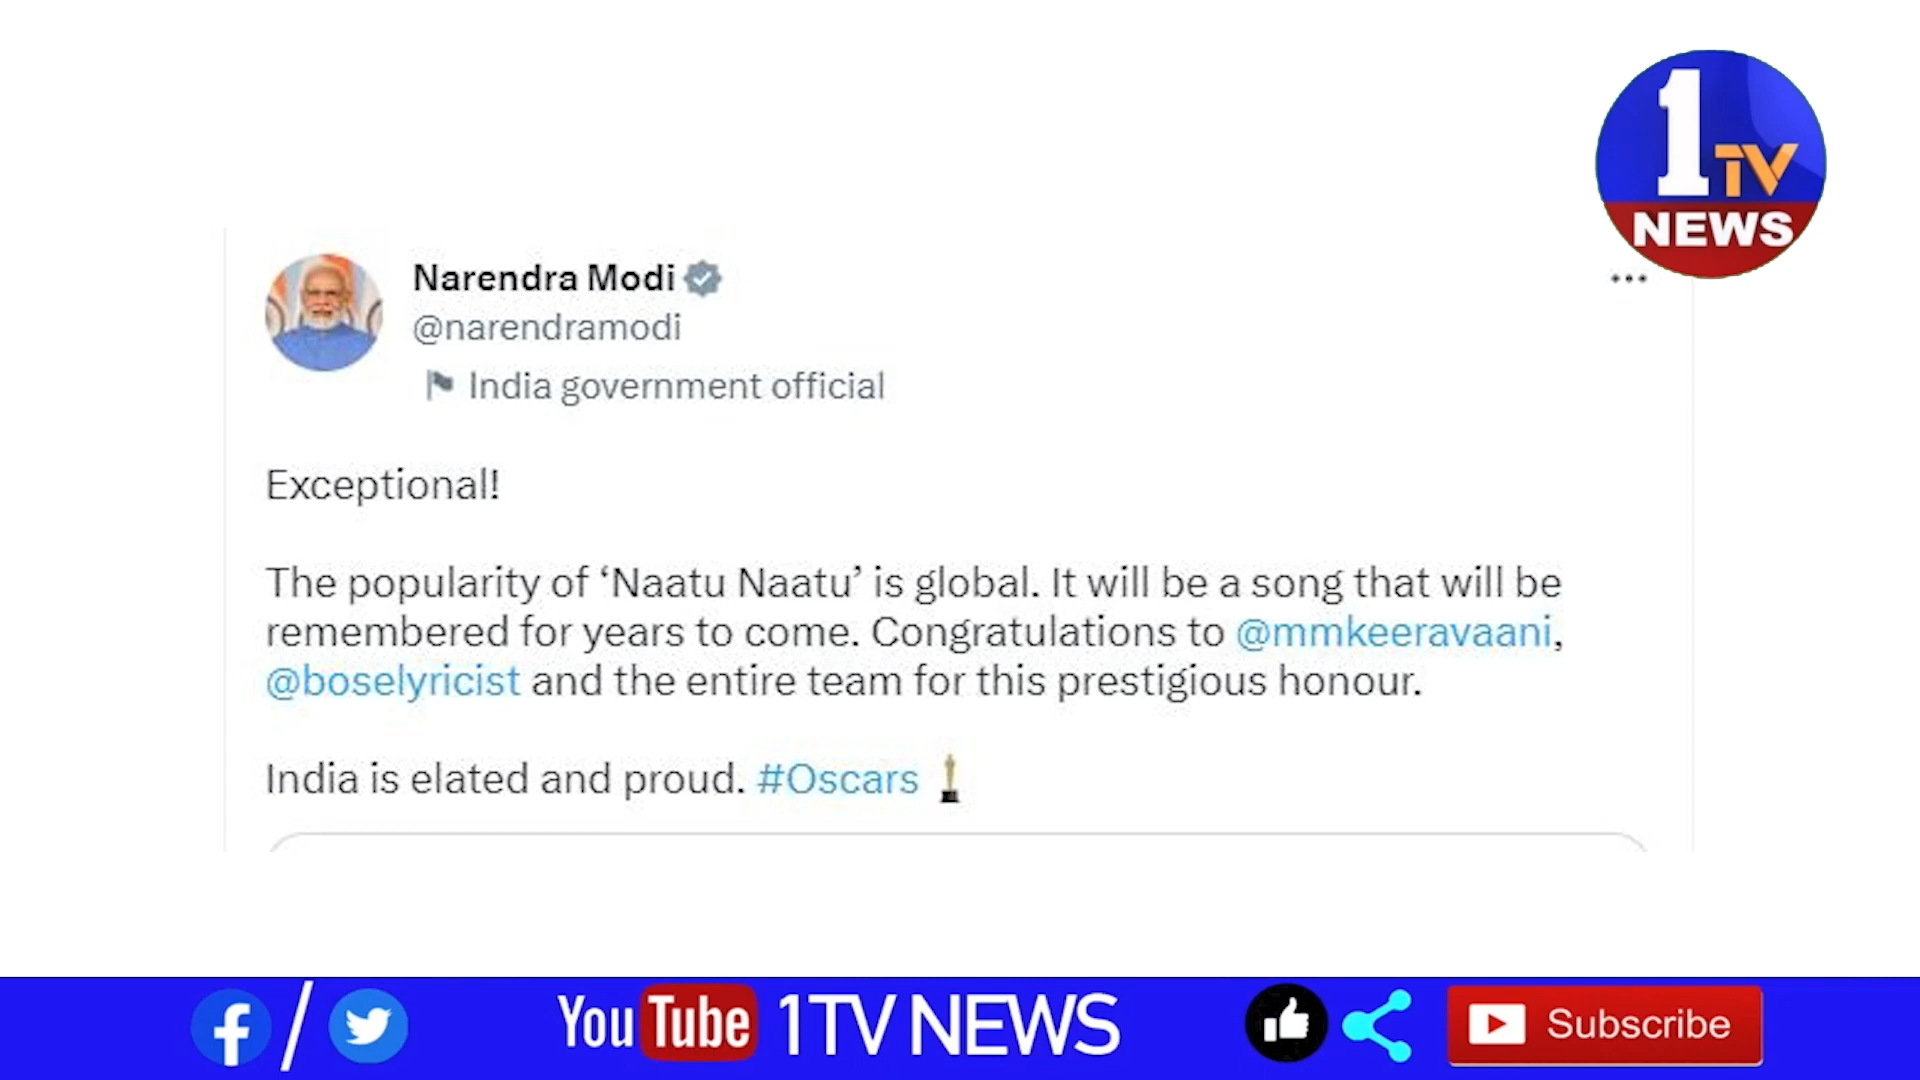 1
TV
NEWS
Narendra Modi
@narendramodi
India government official
Exceptional!
The popularity of ‘Naatu Naatu’ is global. It will be a song that will be
remembered for years to come. Congratulations to @mmkeeravaani,
@boselyricist and the entire team for this prestigious honour.
India is elated and proud. #Oscars
YouTube 1TV NEWS
Subscribe